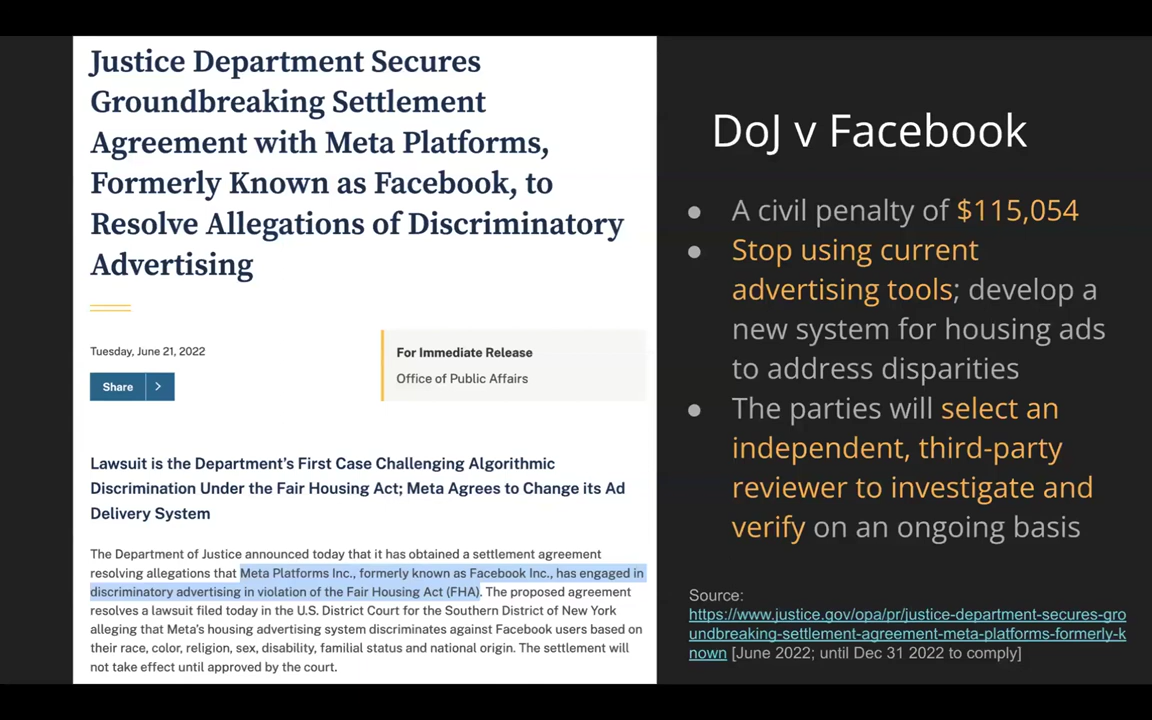 Justice Department Secures
Groundbreaking Settlement
Agreement with Meta Platforms,
Formerly Known as Facebook, to
Resolve Allegations of Discriminatory
Advertising
Tuesday, June 21, 2022
Share
For Immediate Release
Office of Public Affairs
Lawsuit is the Department’s First Case Challenging Algorithmic
Discrimination Under the Fair Housing Act; Meta Agrees to Change its Ad
Delivery System
The Department of Justice announced today that it has obtained a settlement agreement
resolving allegations that Meta Platforms Inc., formerly known as Facebook Inc., has engaged in
discriminatory advertising in violation of the Fair Housing Act (FHA). The proposed agreement
resolves a lawsuit filed today in the U.S. District Court for the Southern District of New York
alleging that Meta’s housing advertising system discriminates against Facebook users based on
their race, color, religion, sex, disability, familial status and national origin. The settlement will
not take effect until approved by the court.
DoJ v Facebook
● A civil penalty of $115,054
● Stop using current
advertising tools; develop a
new system for housing ads
to address disparities
● The parties will select an
independent, third-party
reviewer to investigate and
verify on an ongoing basis
Source:
https://www.justice.gov/opa/pr/justice-department-secures-gro
undbreaking-settlement-agreement-meta-platforms-formerly-k
nown [June 2022; until Dec 31 2022 to comply]